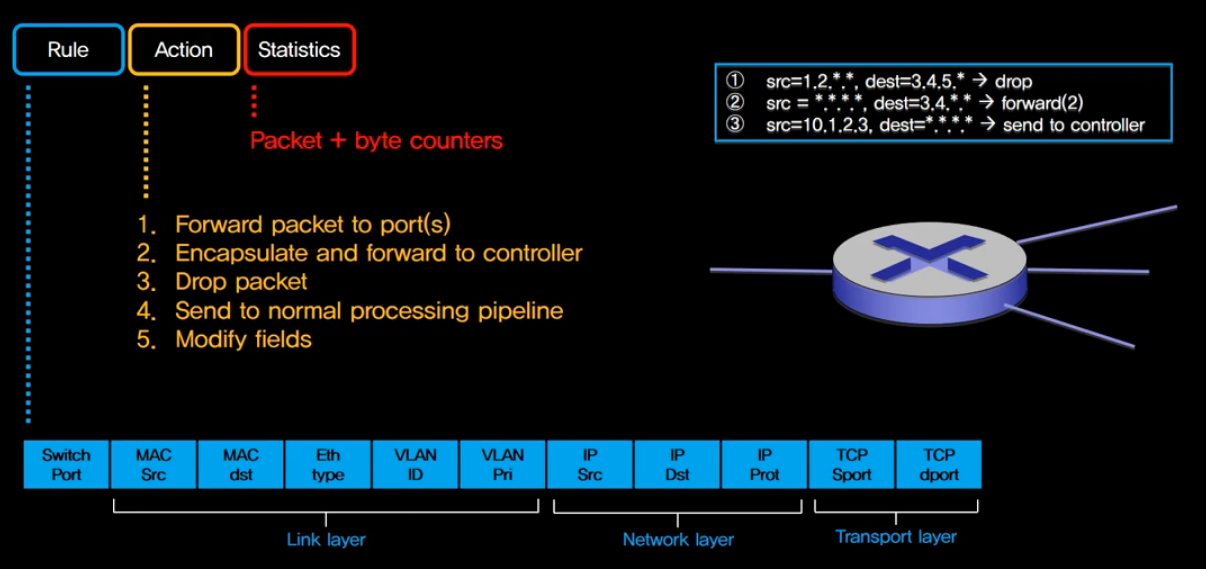 Rule Action Statistics
① src=1.2.*.*, dest=3.4.5.* → drop
② src = *.*.*.*, dest=3.4.*.* → forward(2)
③ src=10.1.2.3, dest=*.*.*.* → send to controller
Packet + byte counters
1. Forward packet to port(s)
2. Encapsulate and forward to controller
3. Drop packet
4. Send to normal processing pipeline
5. Modify fields
Switch Port
MAC Src
MAC dst
Eth type
VLAN ID
VLAN Pri
IP Src
IP Dst
IP Prot
TCP Sport
TCP dport
Link layer
Network layer
Transport layer